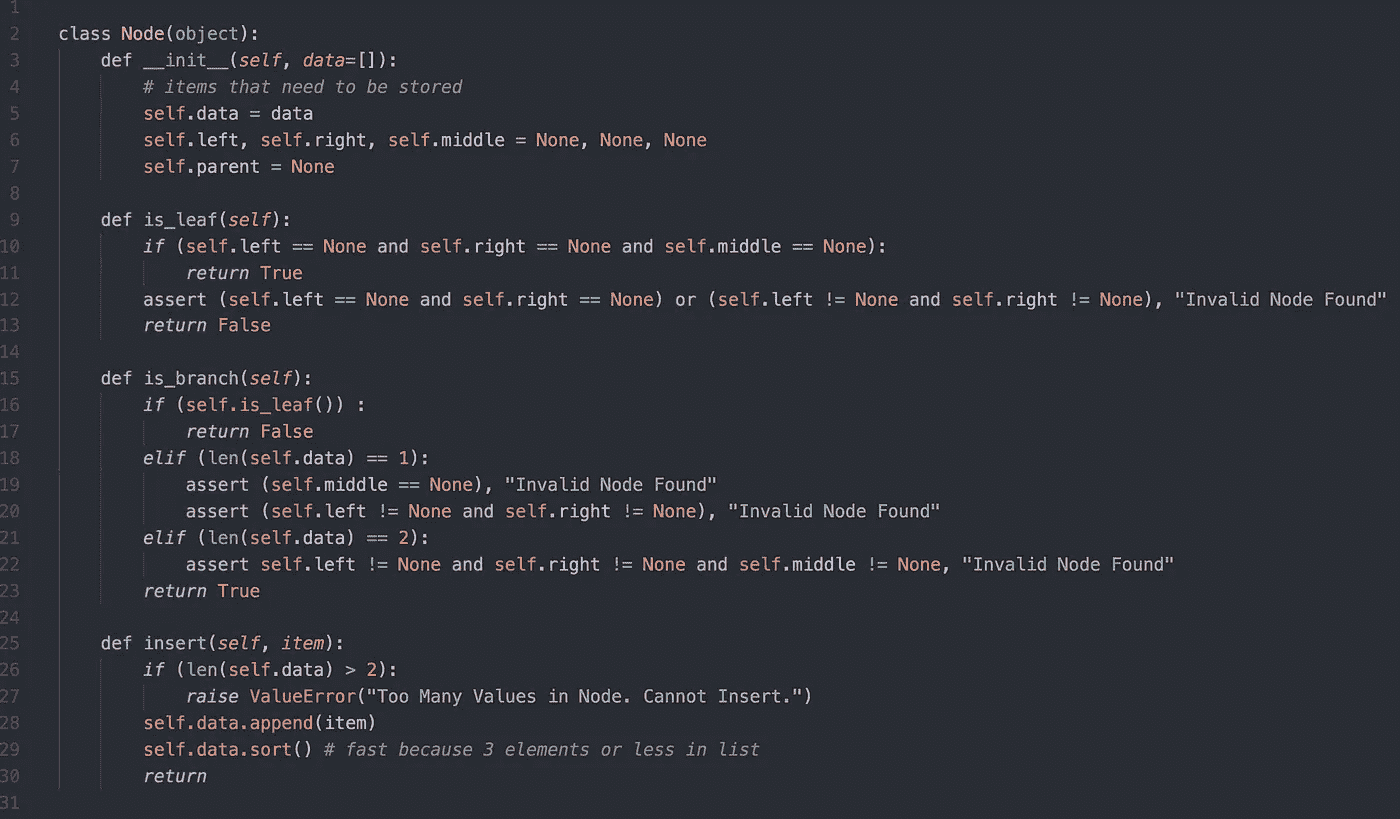 1
2 class Node(object):
3     def __init__(self, data=[]):
4         # items that need to be stored
5         self.data = data
6         self.left, self.right, self.middle = None, None, None
7         self.parent = None
8
9     def is_leaf(self):
10         if (self.left == None and self.right == None and self.middle == None):
11             return True
12         assert (self.left == None and self.right == None) or (self.left != None and self.right != None), "Invalid Node Found"
13         return False
14
15     def is_branch(self):
16         if (self.is_leaf()) :
17             return False
18         elif (len(self.data) == 1):
19             assert (self.middle == None), "Invalid Node Found"
20             assert (self.left != None and self.right != None), "Invalid Node Found"
21         elif (len(self.data) == 2):
22             assert self.left != None and self.right != None and self.middle != None, "Invalid Node Found"
23         return True
24
25     def insert(self, item):
26         if (len(self.data) > 2):
27             raise ValueError("Too Many Values in Node. Cannot Insert.")
28         self.data.append(item)
29         self.data.sort() # fast because 3 elements or less in list
30         return
31